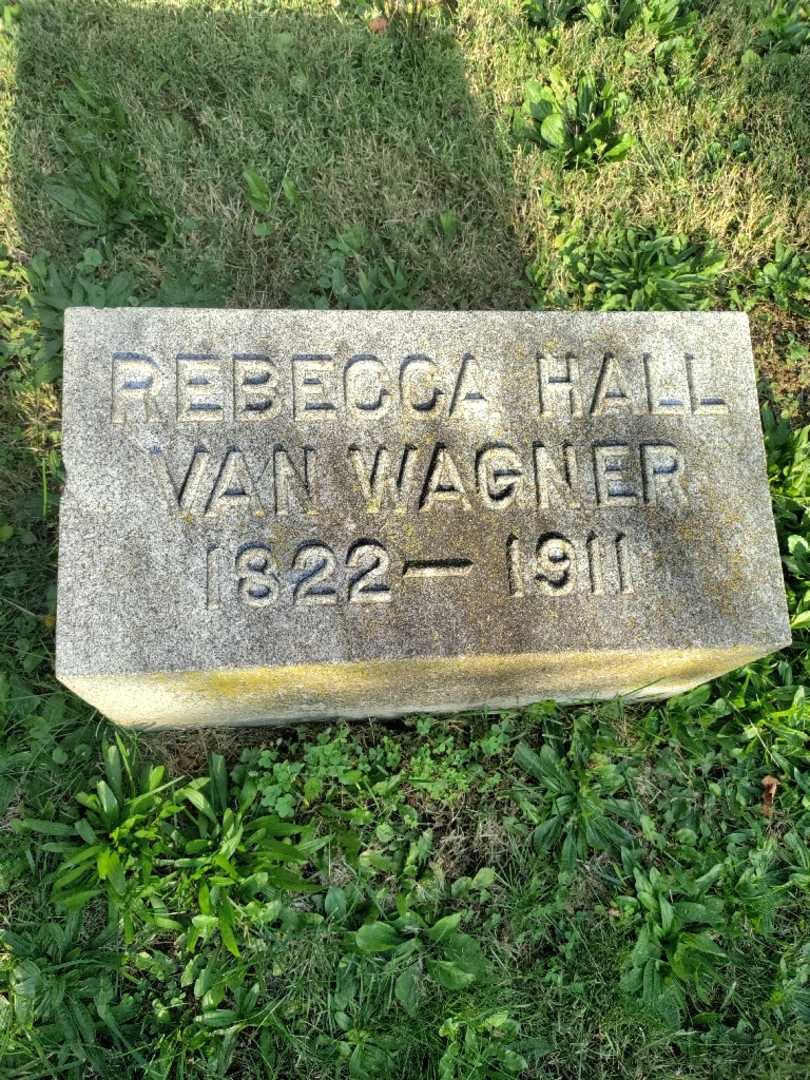 REBECCA HALL
VAN WAGNER
1822 — 1911